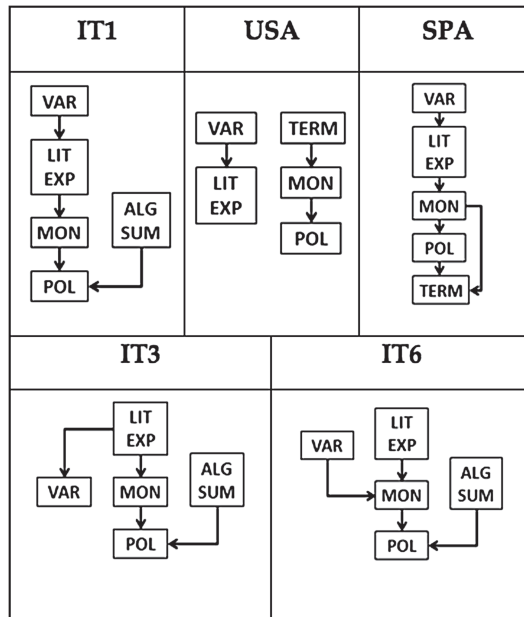 IT1
USA
SPA
VAR
LIT
EXP
MON
POL
ALG
SUM
VAR
LIT
EXP
TERM
MON
POL
VAR
LIT
EXP
MON
POL
TERM
IT3
IT6
LIT
EXP
VAR
MON
POL
ALG
SUM
VAR
LIT
EXP
MON
POL
ALG
SUM